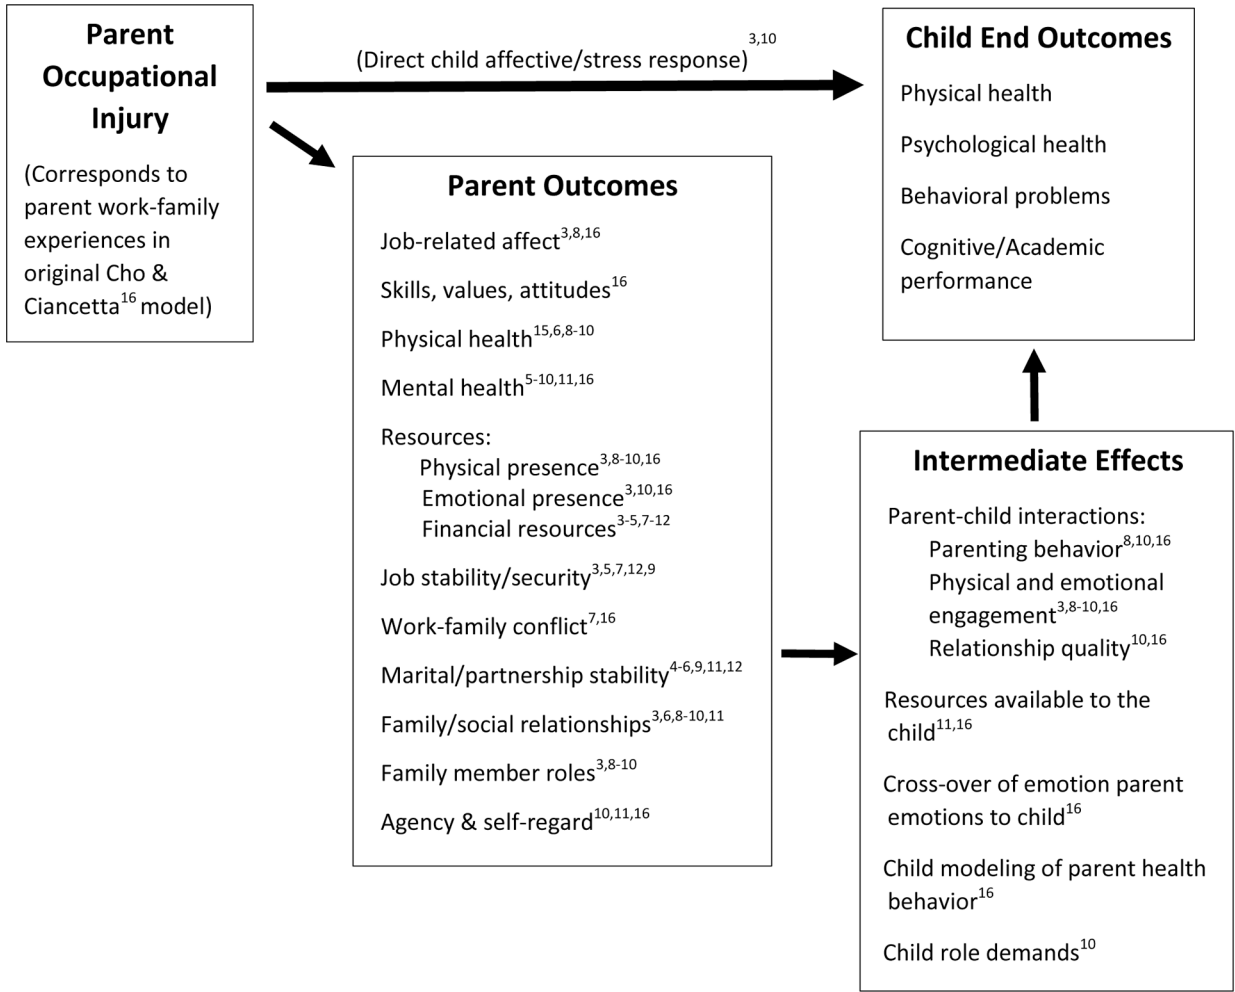 Parent
Occupational
Injury
(Corresponds to
parent work-family
experiences in
original Cho &
Ciancetta16 model)
(Direct child affective/stress response)3,10
Child End Outcomes
Physical health
Psychological health
Behavioral problems
Cognitive/Academic
performance
Parent Outcomes
Job-related affect3,8,16
Skills, values, attitudes16
Physical health15,6,8-10
Mental health5-10,11,16
Resources:
Physical presence3,8-10,16
Emotional presence3,10,16
Financial resources3-5,7-12
Job stability/security3,5,7,12,9
Work-family conflict7,16
Marital/partnership stability4-6,9,11,12
Family/social relationships3,6,8-10,11
Family member roles3,8-10
Agency & self-regard10,11,16
Intermediate Effects
Parent-child interactions:
Parenting behavior8,10,16
Physical and emotional
engagement3,8-10,16
Relationship quality10,16
Resources available to the
child11,16
Cross-over of emotion parent
emotions to child16
Child modeling of parent health
behavior16
Child role demands10